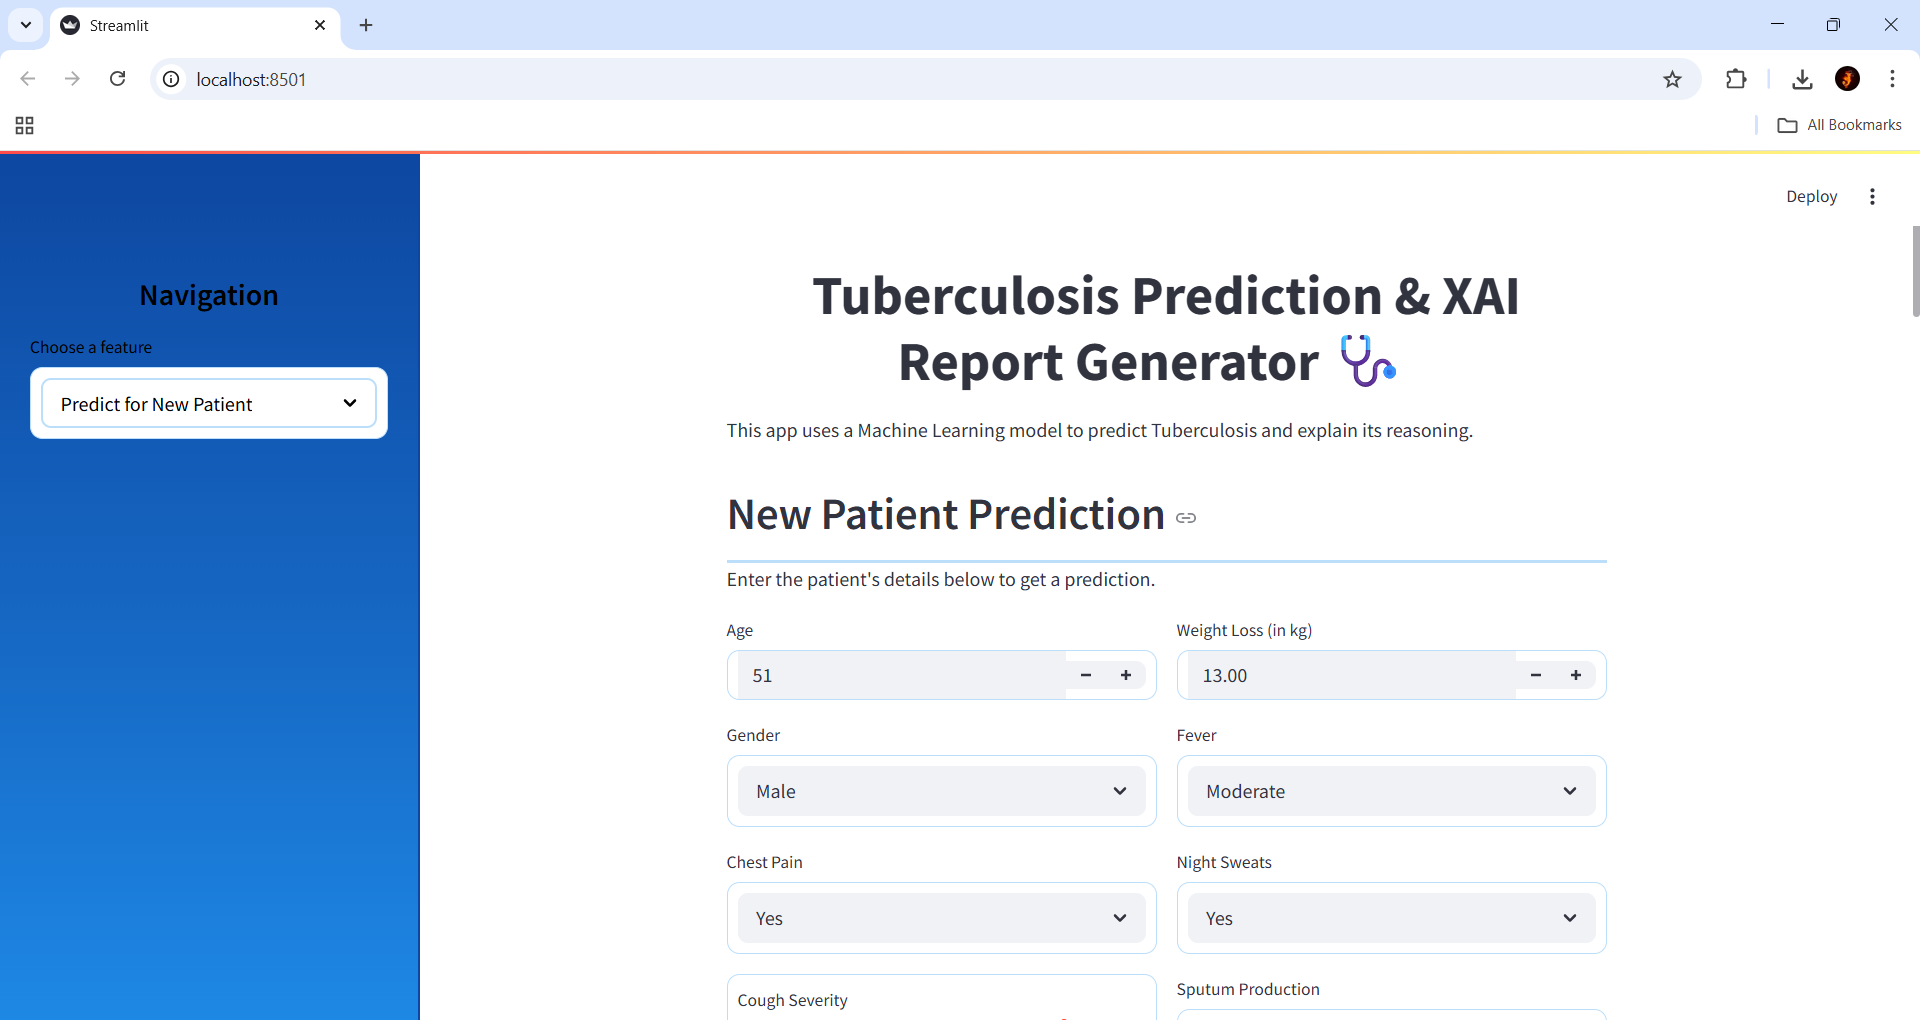 Streamlit
localhost:8501
All Bookmarks
Deploy
Navigation
Choose a feature
Predict for New Patient
Tuberculosis Prediction & XAI
Report Generator
This app uses a Machine Learning model to predict Tuberculosis and explain its reasoning.
New Patient Prediction
Enter the patient's details below to get a prediction.
Age
Weight Loss (in kg)
51
13.00
Gender
Fever
Male
Moderate
Chest Pain
Night Sweats
Yes
Yes
Cough Severity
Sputum Production